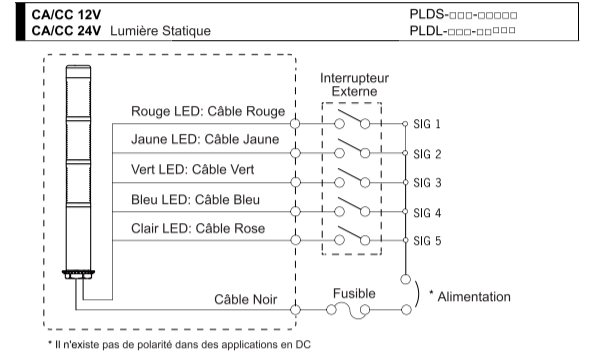 CA/CC 12V PLDS-□□□-□□□□□
CA/CC 24V Lumière Statique PLDL-□□□-□□□□□
Interrupteur
Externe
Rouge LED: Câble Rouge SIG 1
Jaune LED: Câble Jaune SIG 2
Vert LED: Câble Vert SIG 3
Bleu LED: Câble Bleu SIG 4
Clair LED: Câble Rose SIG 5
Câble Noir Fusible * Alimentation
* Il n'existe pas de polarité dans des applications en DC